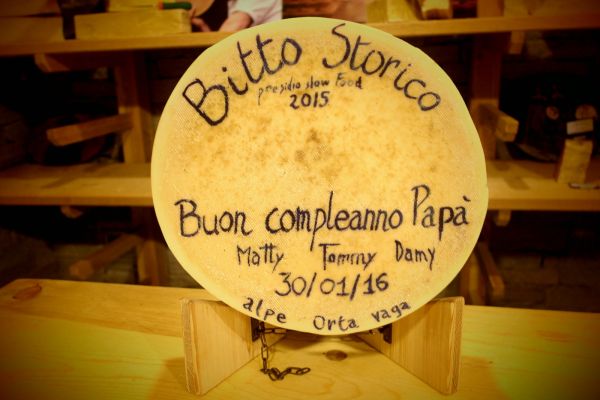 Bitto Storico
presidio slow Food
2015
Buon compleanno Papà
Matty Tommy Damy
30/01/16
alpe Orta vaga